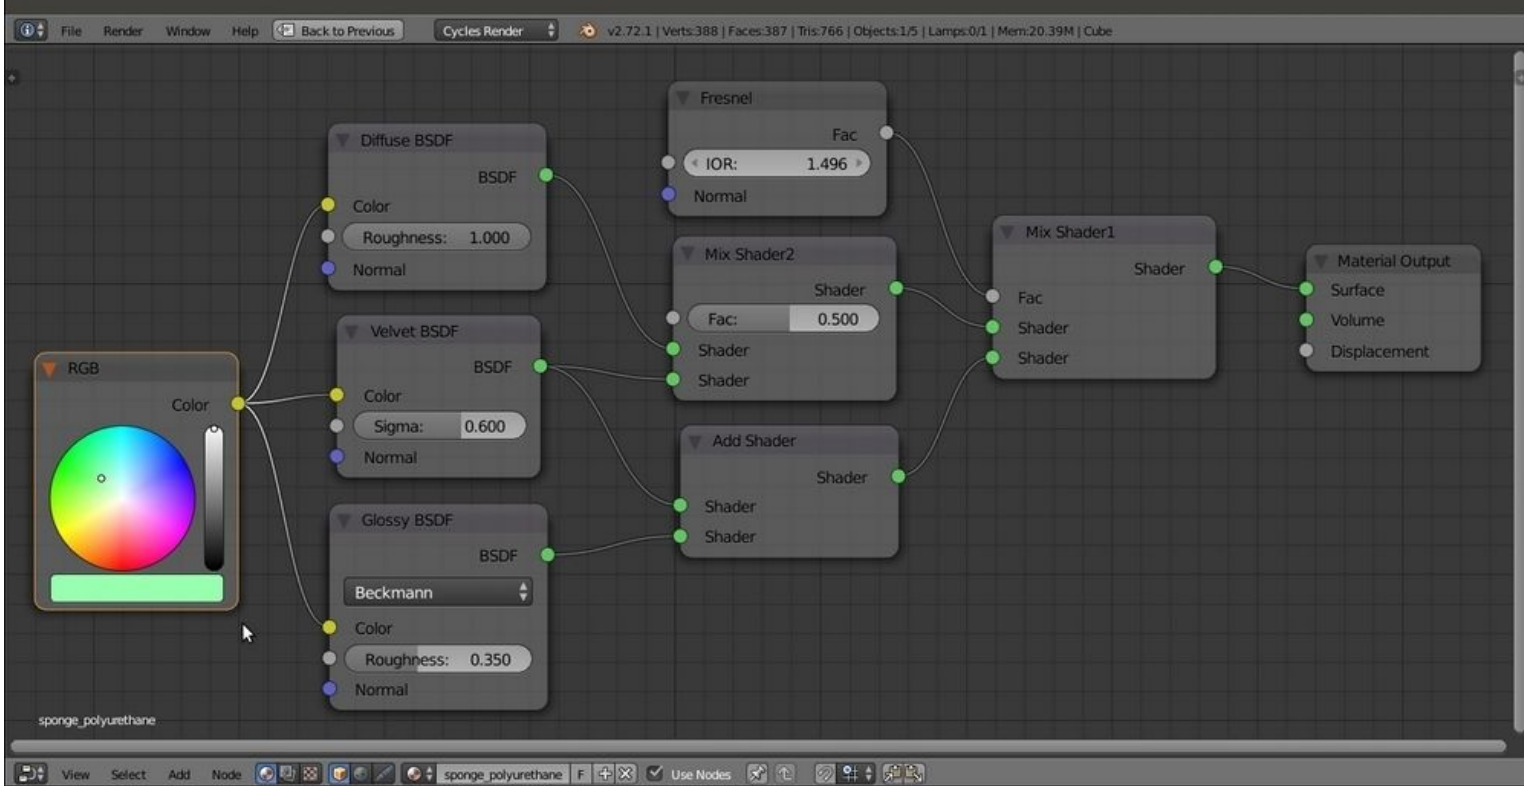 File Render Window Help Back to Previous Cycles Render v2.72.1 | Verts:388 | Faces:387 | Tris:766 | Objects:1/5 | Lamps:0/1 | Mem:20.39M | Cube
Diffuse BSDF
BSDF
Color
Roughness: 1.000
Normal
Velvet BSDF
BSDF
Color
Sigma: 0.600
Normal
RGB
Color
Glossy BSDF
BSDF
Beckmann
Color
Roughness: 0.350
Normal
Fresnel
Fac
IOR: 1.496
Normal
Mix Shader2
Shader
Fac: 0.500
Shader
Shader
Add Shader
Shader
Shader
Shader
Mix Shader1
Shader
Fac
Shader
Shader
Material Output
Surface
Volume
Displacement
sponge_polyurethane
View Select Add Node sponge_polyurethane F Use Nodes